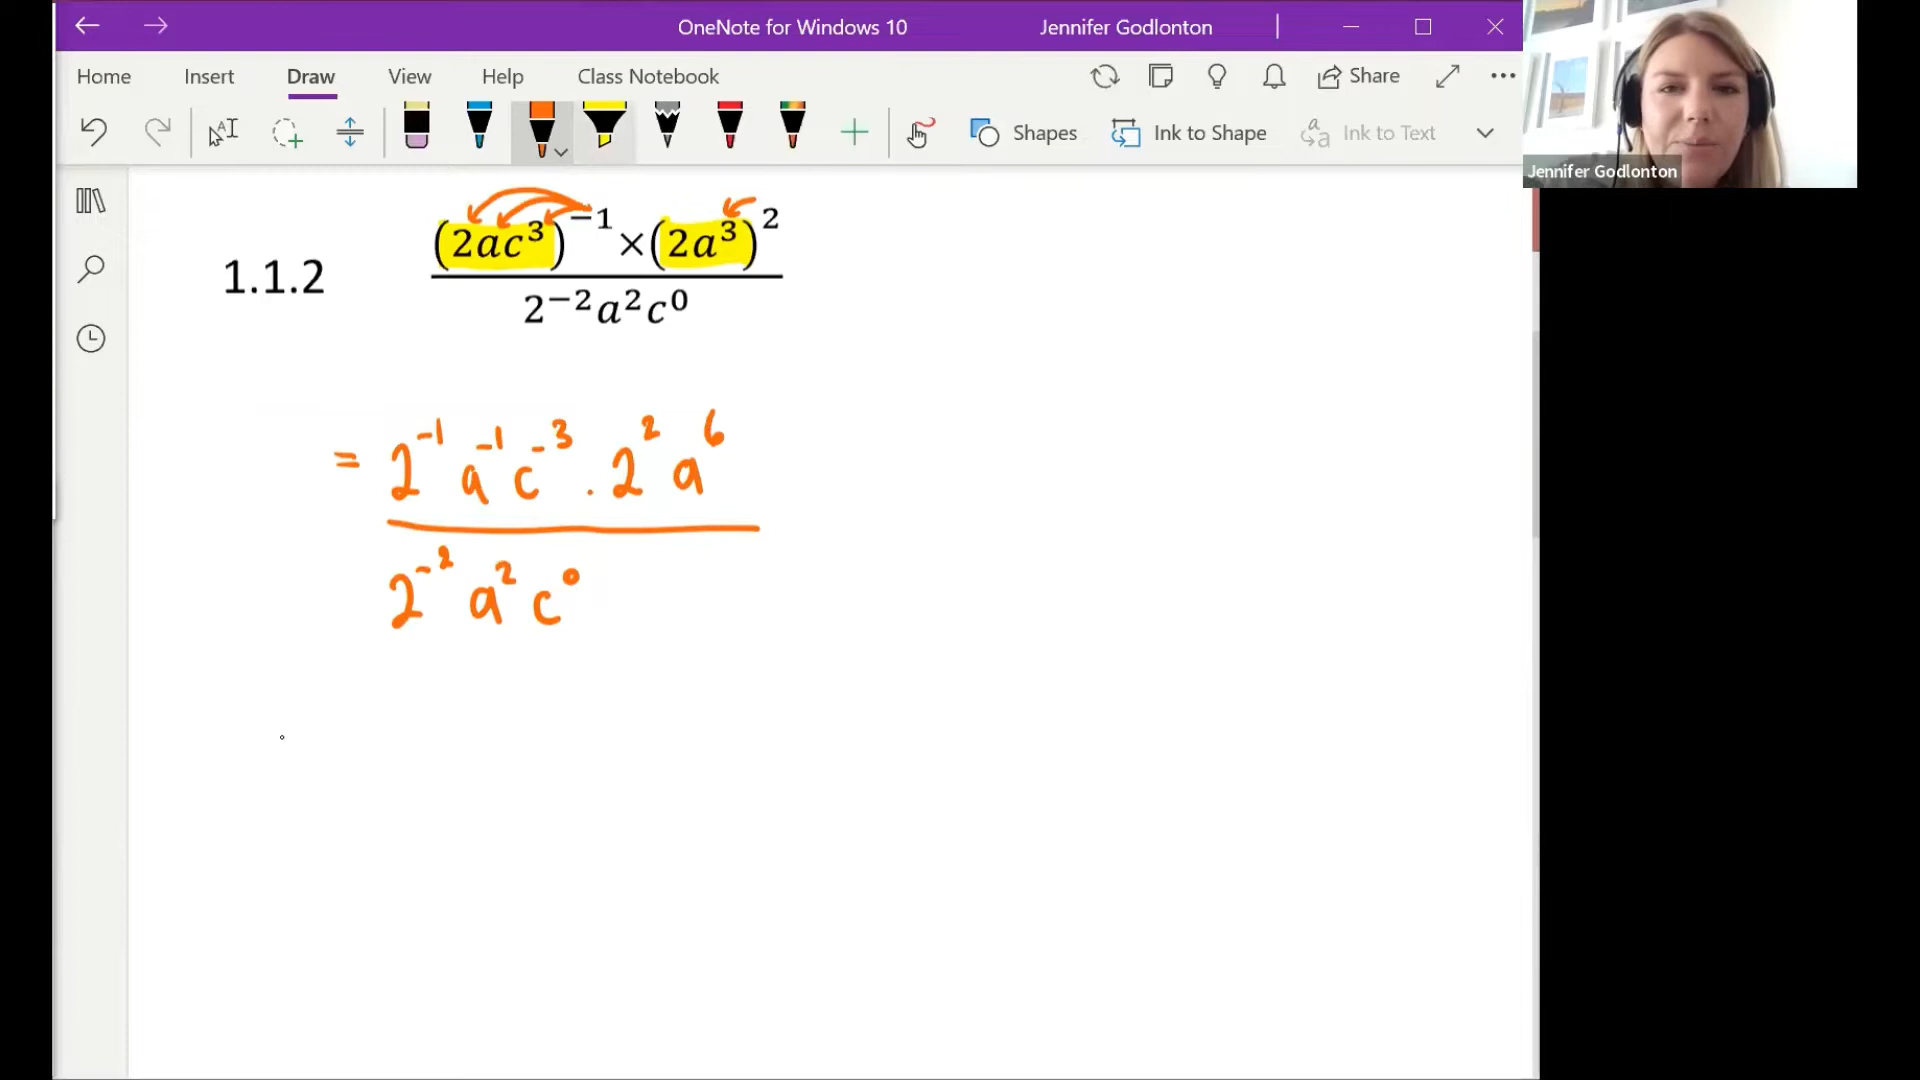 OneNote for Windows 10 Jennifer Godlonton
Home Insert Draw View Help Class Notebook Share
Shapes Ink to Shape Ink to Text
Jennifer Godlonton
1.1.2
(2ac³)⁻¹ × (2a³)²
2⁻²a²c⁰
= 2⁻¹ a⁻¹ c⁻³ . 2² a⁶
2⁻² a² c⁰